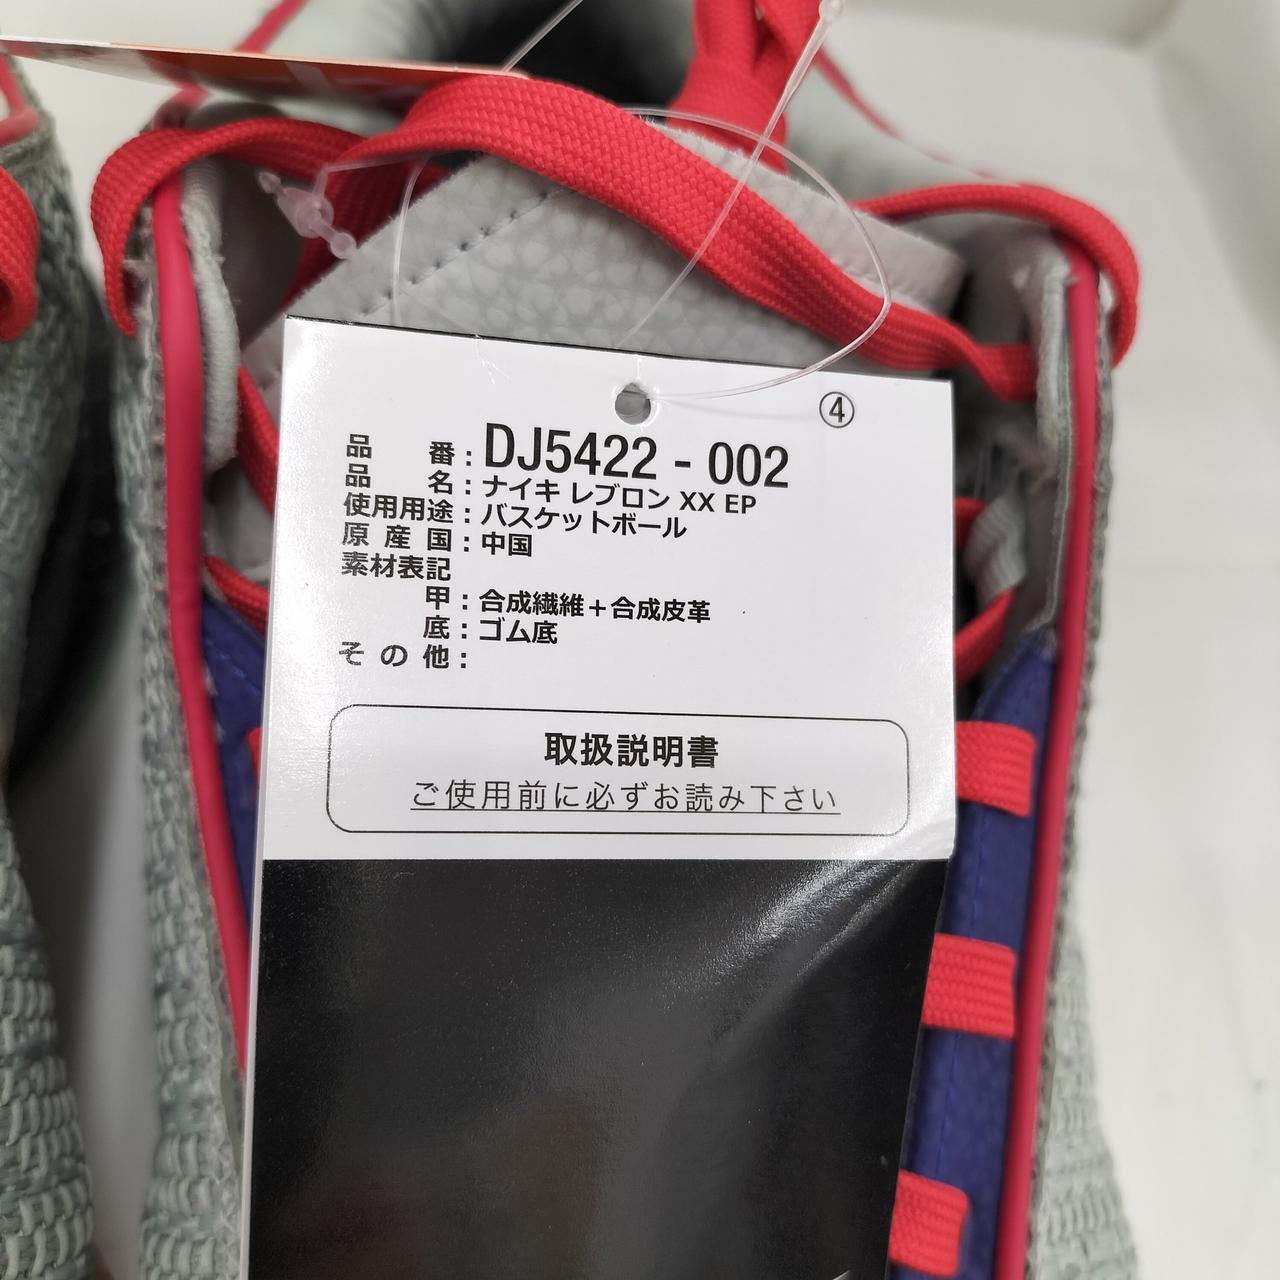 ④
品番：DJ5422 - 002
品名：ナイキ レブロン XX EP
使用用途：バスケットボール
原産国：中国
素材表記
甲：合成繊維＋合成皮革
底：ゴム底
その他：
取扱説明書
ご使用前に必ずお読み下さい